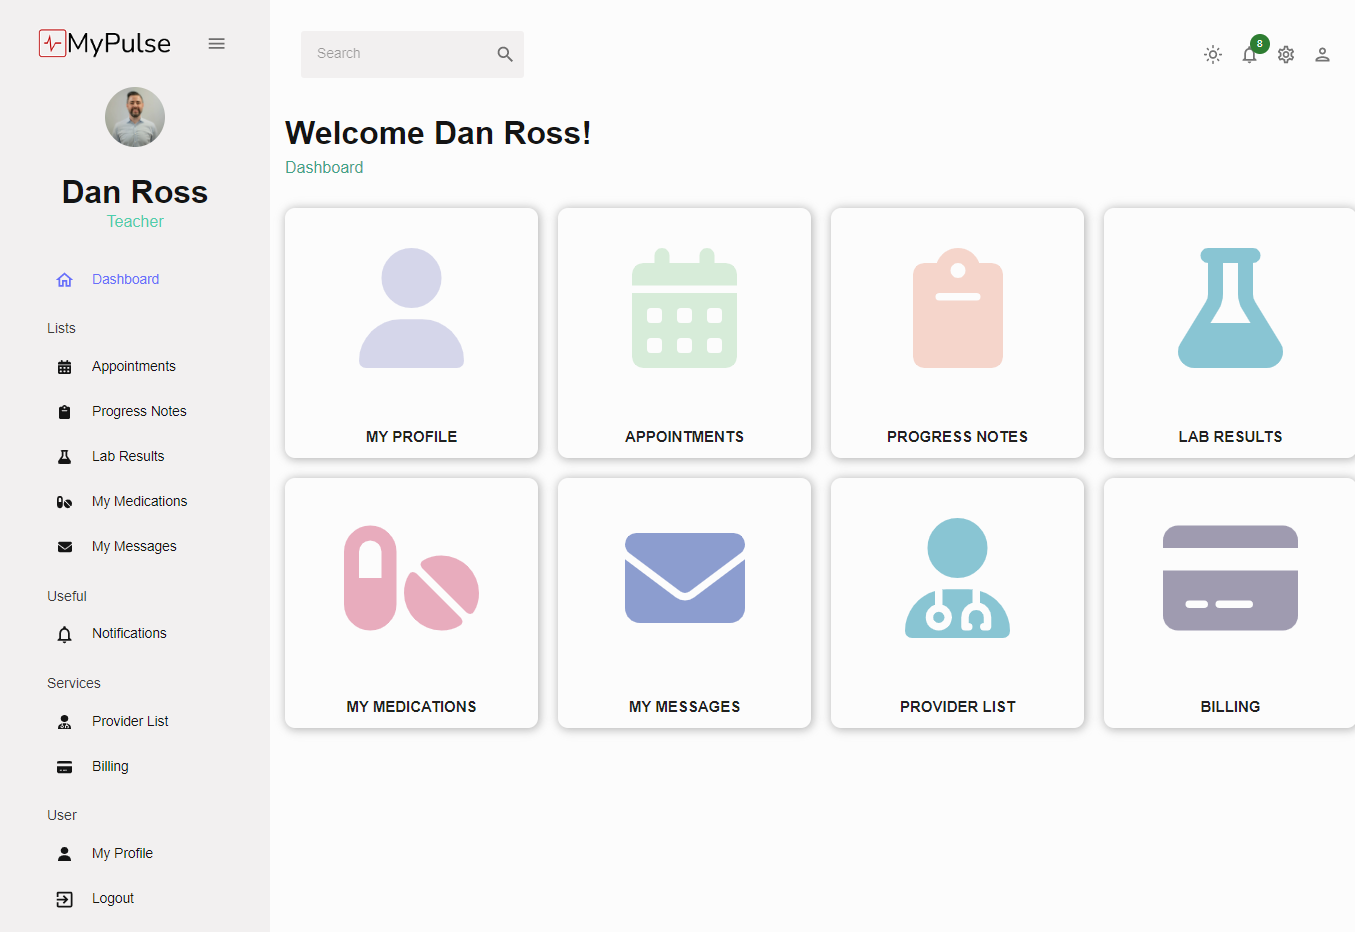 MyPulse
Search
8
Welcome Dan Ross!
Dashboard
Dan Ross
Teacher
Dashboard
Lists
Appointments
Progress Notes
Lab Results
My Medications
My Messages
Useful
Notifications
Services
Provider List
Billing
User
My Profile
Logout
MY PROFILE
APPOINTMENTS
PROGRESS NOTES
LAB RESULTS
MY MEDICATIONS
MY MESSAGES
PROVIDER LIST
BILLING